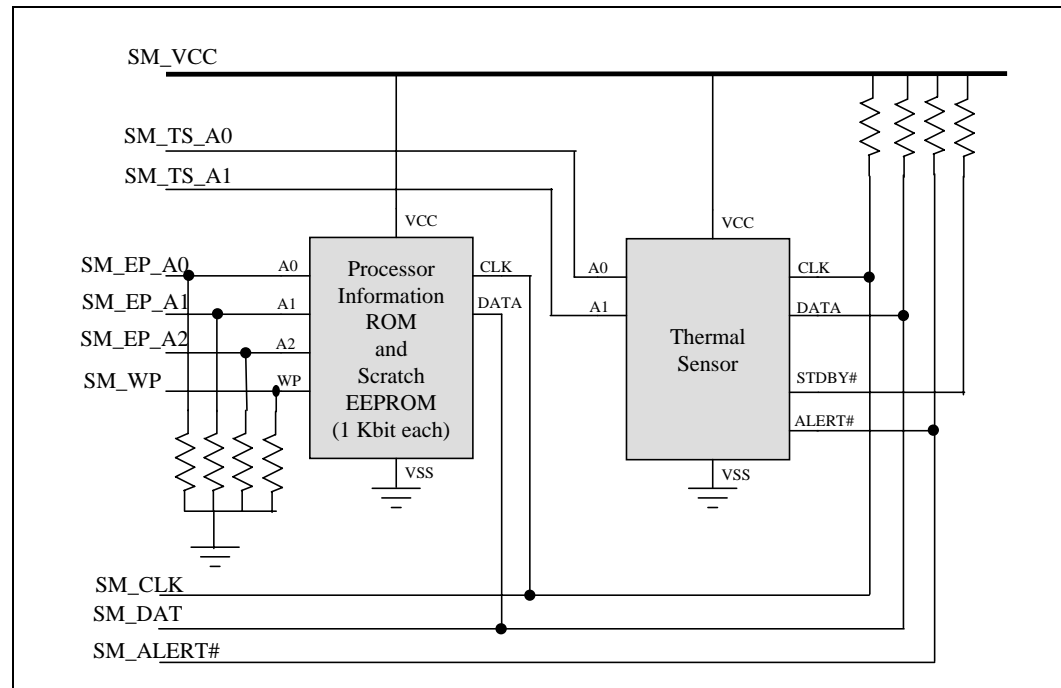 SM_VCC
SM_TS_A0
SM_TS_A1
VCC
VCC
SM_EP_A0
A0
CLK
A0
CLK
SM_EP_A1
A1
DATA
A1
DATA
SM_EP_A2
A2
SM_WP
WP
Processor
Information
ROM
and
Scratch
EEPROM
(1 Kbit each)
Thermal
Sensor
STDBY#
ALERT#
VSS
VSS
SM_CLK
SM_DAT
SM_ALERT#